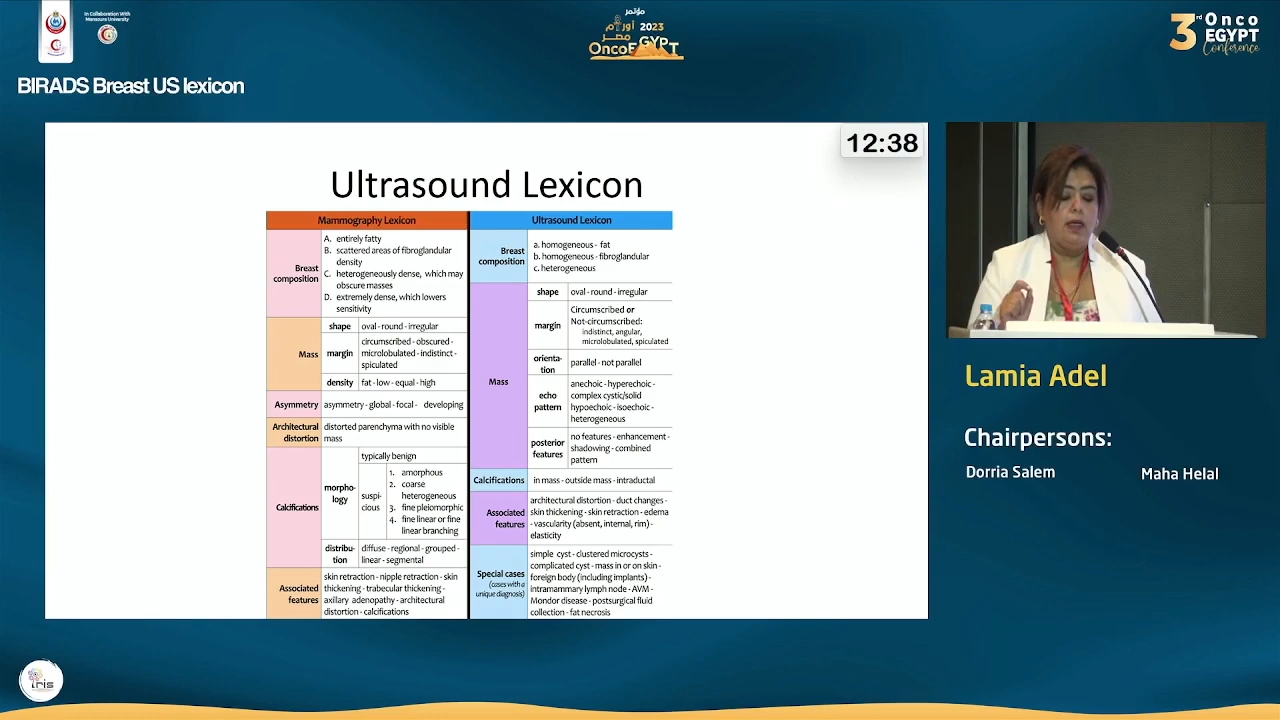 In Collaboration With
Mansoura University
مؤتمر
أورام 2023
مصر
OncoEGYPT
3rd Onco
EGYPT
Conference
BIRADS Breast US lexicon
12:38
Ultrasound Lexicon
Mammography Lexicon
Breast
composition
A. entirely fatty
B. scattered areas of fibroglandular
density
C. heterogeneously dense, which may
obscure masses
D. extremely dense, which lowers
sensitivity
Mass
shape
oval - round - irregular
margin
circumscribed - obscured -
microlobulated - indistinct -
spiculated
density
fat - low - equal - high
Asymmetry
asymmetry - global - focal - developing
Architectural
distortion
distorted parenchyma with no visible
mass
Calcifications
morpho-
logy
typically benign
suspi-
cious
1. amorphous
2. coarse
heterogeneous
3. fine pleiomorphic
4. fine linear or fine
linear branching
distribu-
tion
diffuse - regional - grouped -
linear - segmental
Associated
features
skin retraction - nipple retraction - skin
thickening - trabecular thickening -
axillary adenopathy - architectural
distortion - calcifications
Ultrasound Lexicon
Breast
composition
a. homogeneous - fat
b. homogeneous - fibroglandular
c. heterogeneous
Mass
shape
oval - round - irregular
margin
Circumscribed or
Not-circumscribed:
indistinct, angular,
microlobulated, spiculated
orienta-
tion
parallel - not parallel
echo
pattern
anechoic - hyperechoic -
complex cystic/solid
hypoechoic - isoechoic -
heterogeneous
posterior
features
no features - enhancement -
shadowing - combined
pattern
Calcifications
in mass - outside mass - intraductal
Associated
features
architectural distortion - duct changes -
skin thickening - skin retraction - edema
- vascularity (absent, internal, rim) -
elasticity
Special cases
(cases with a
unique diagnosis)
simple cyst - clustered microcysts -
complicated cyst - mass in or on skin -
foreign body (including implants) -
intramammary lymph node - AVM -
Mondor disease - postsurgical fluid
collection - fat necrosis
Lamia Adel
Chairpersons:
Dorria Salem
Maha Helal
iris